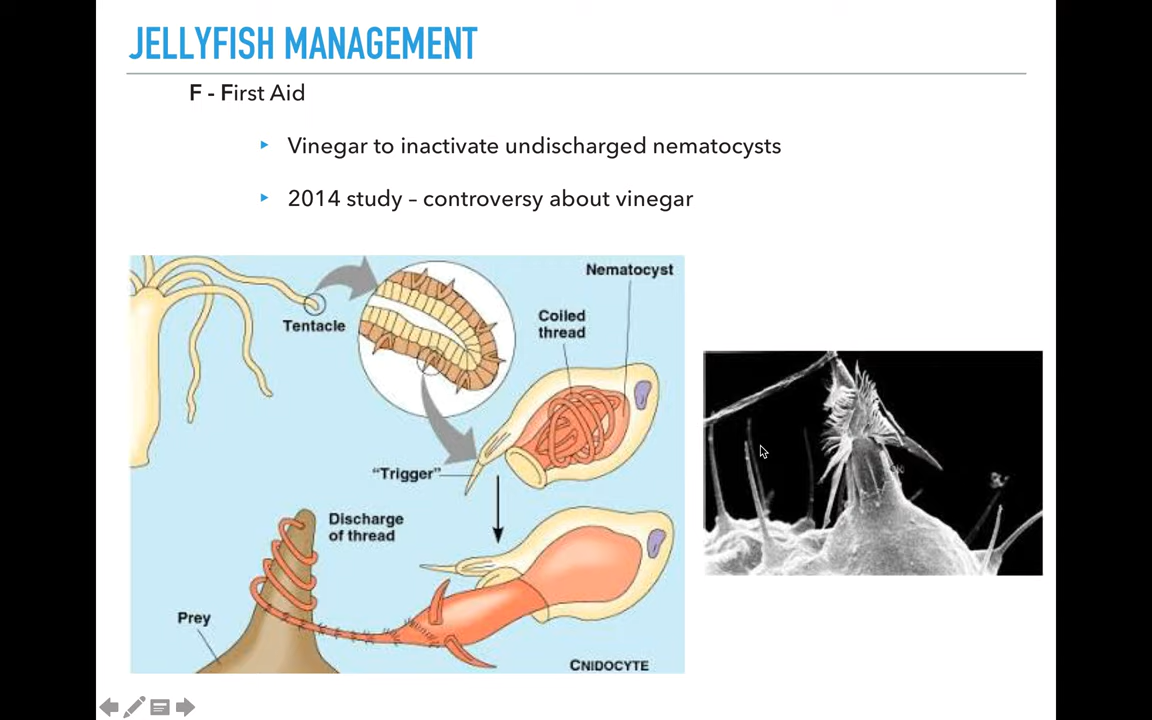 JELLYFISH MANAGEMENT
F - First Aid
Vinegar to inactivate undischarged nematocysts
2014 study – controversy about vinegar
Nematocyst
Coiled
thread
Tentacle
"Trigger"
Discharge
of thread
Prey
CNIDOCYTE